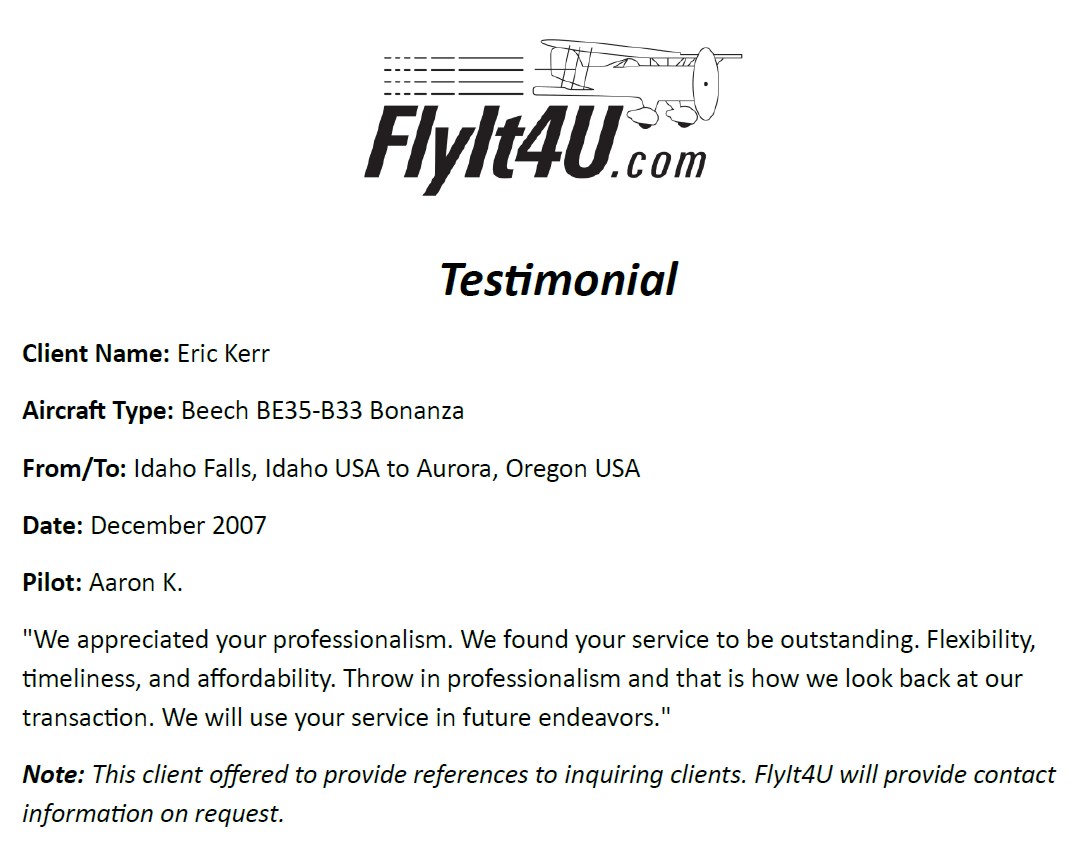 FlyIt4U.com
Testimonial
Client Name: Eric Kerr
Aircraft Type: Beech BE35-B33 Bonanza
From/To: Idaho Falls, Idaho USA to Aurora, Oregon USA
Date: December 2007
Pilot: Aaron K.
"We appreciated your professionalism. We found your service to be outstanding. Flexibility,
timeliness, and affordability. Throw in professionalism and that is how we look back at our
transaction. We will use your service in future endeavors."
Note: This client offered to provide references to inquiring clients. FlyIt4U will provide contact
information on request.